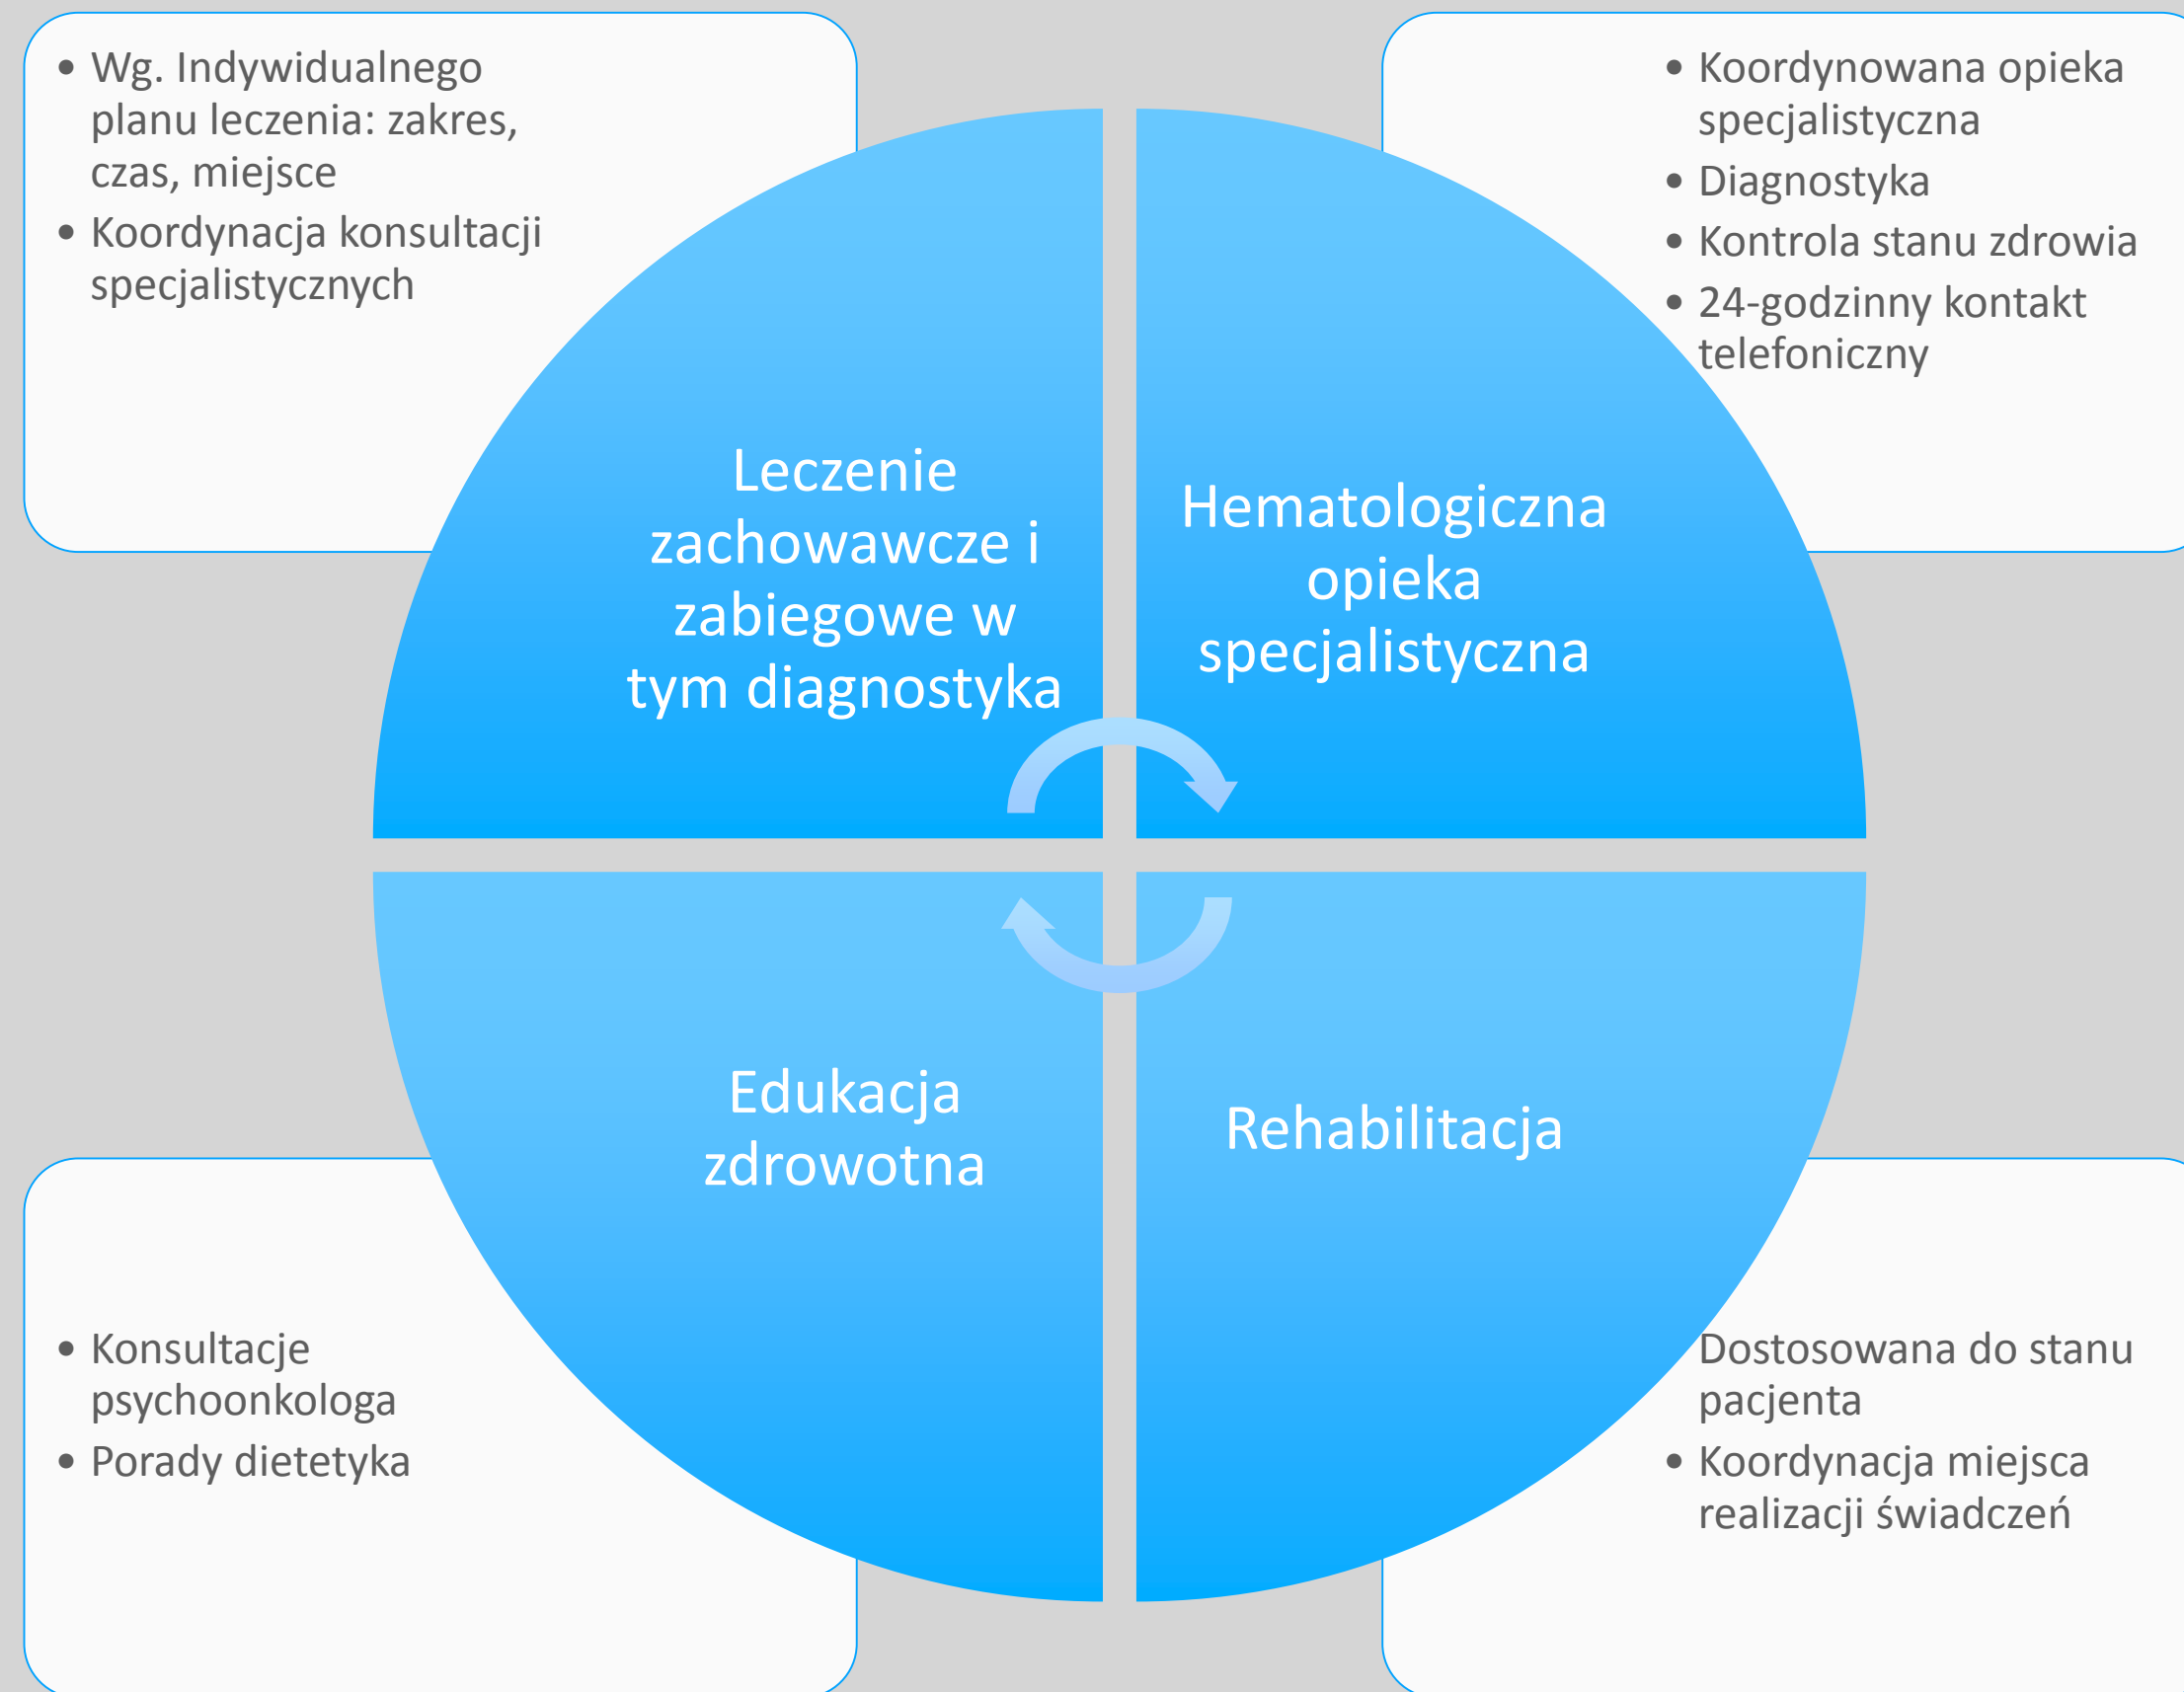 • Wg. Indywidualnego
planu leczenia: zakres,
czas, miejsce
• Koordynacja konsultacji
specjalistycznych
• Koordynowana opieka
specjalistyczna
• Diagnostyka
• Kontrola stanu zdrowia
• 24-godzinny kontakt
telefoniczny
Leczenie
zachowawcze i
zabiegowe w
tym diagnostyka
Hematologiczna
opieka
specjalistyczna
Edukacja
zdrowotna
Rehabilitacja
• Konsultacje
psychoonkologa
• Porady dietetyka
Dostosowana do stanu
pacjenta
• Koordynacja miejsca
realizacji świadczeń